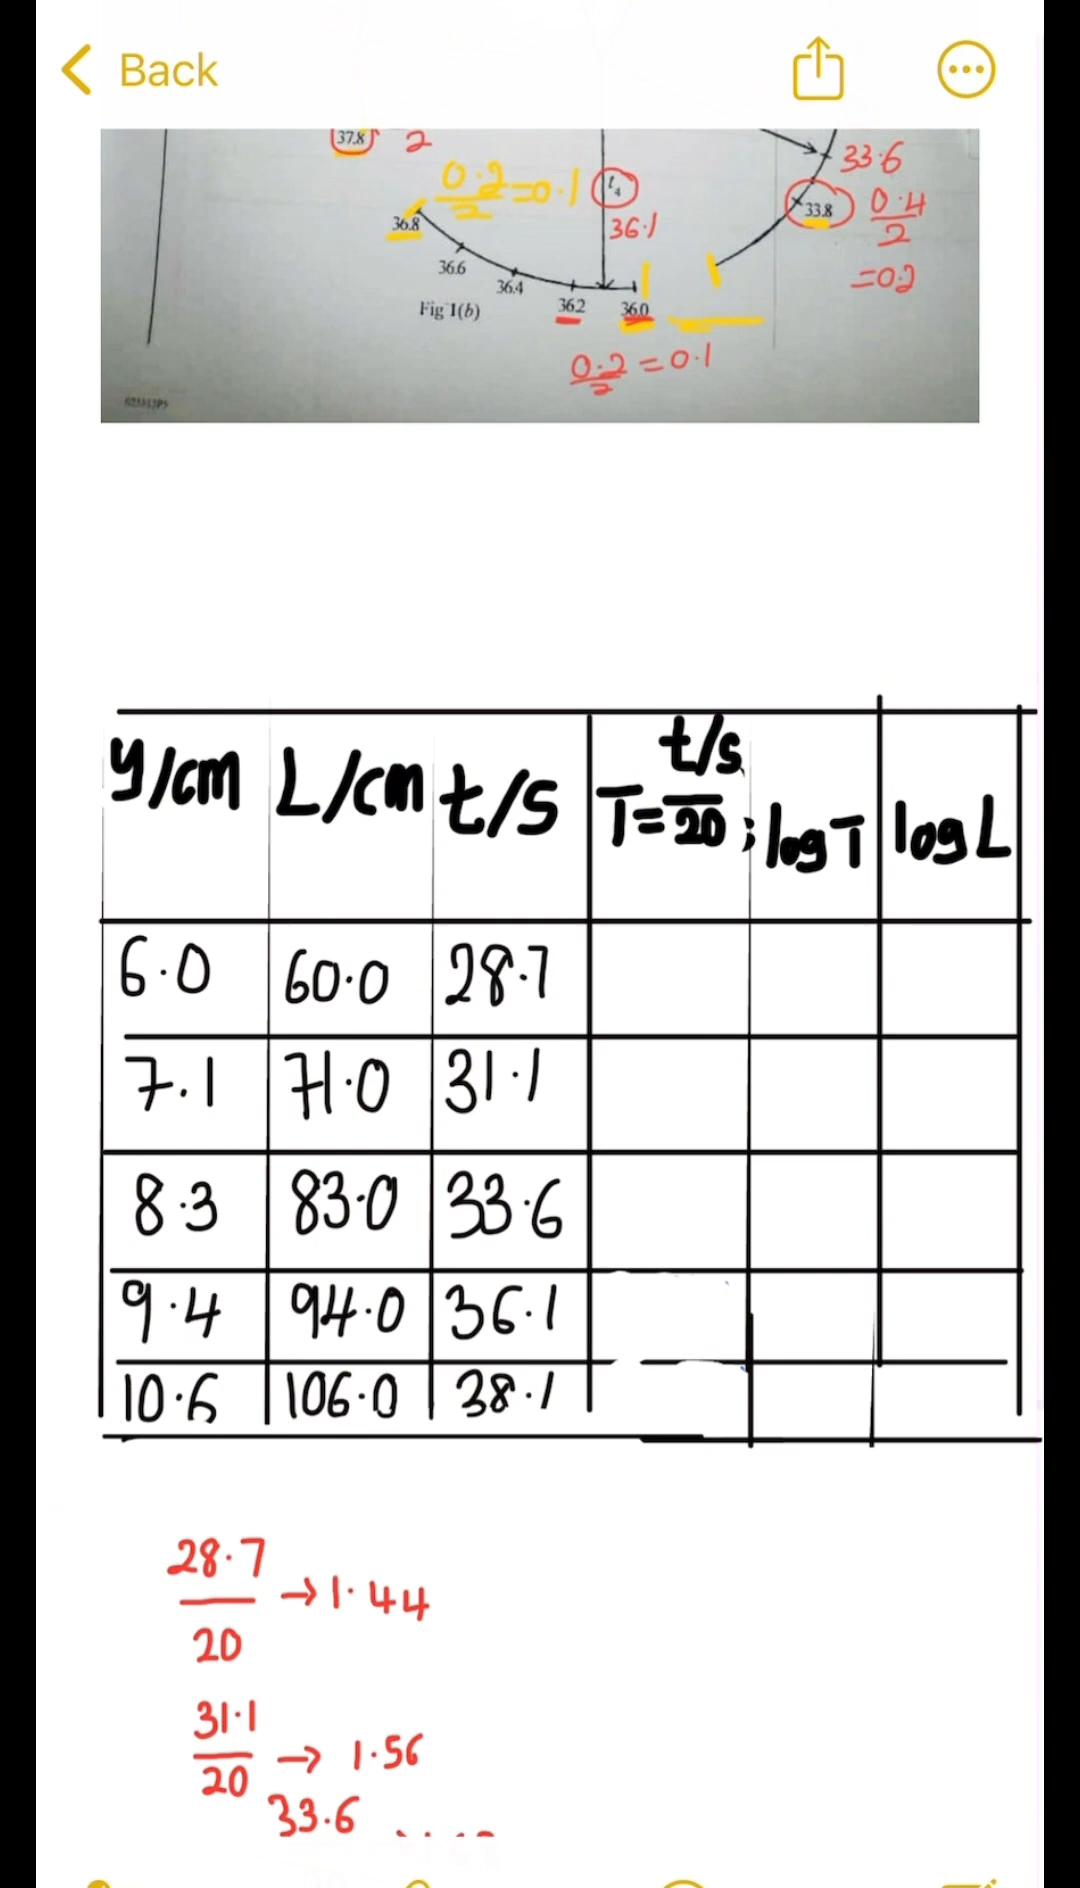 Back
37.8 2
33.6
0.2/2 =0.1 t4
33.8 0.4/2
36.8
36.1
=0.2
36.6
36.4
Fig 1(b) 36.2 36.0
0.2/2 =0.1
y/cm L/cm t/s T= t/s/20 ; log T log L
6.0 60.0 28.7
7.1 71.0 31.1
8.3 83.0 33.6
9.4 94.0 36.1
10.6 106.0 38.1
28.7/20 → 1.44
31.1/20 → 1.56
33.6